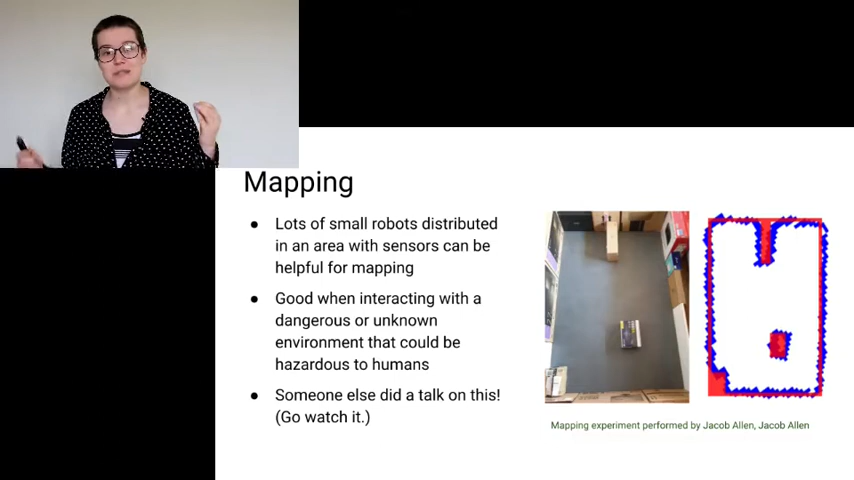 Mapping
● Lots of small robots distributed
in an area with sensors can be
helpful for mapping
● Good when interacting with a
dangerous or unknown
environment that could be
hazardous to humans
● Someone else did a talk on this!
(Go watch it.)
Mapping experiment performed by Jacob Allen, Jacob Allen